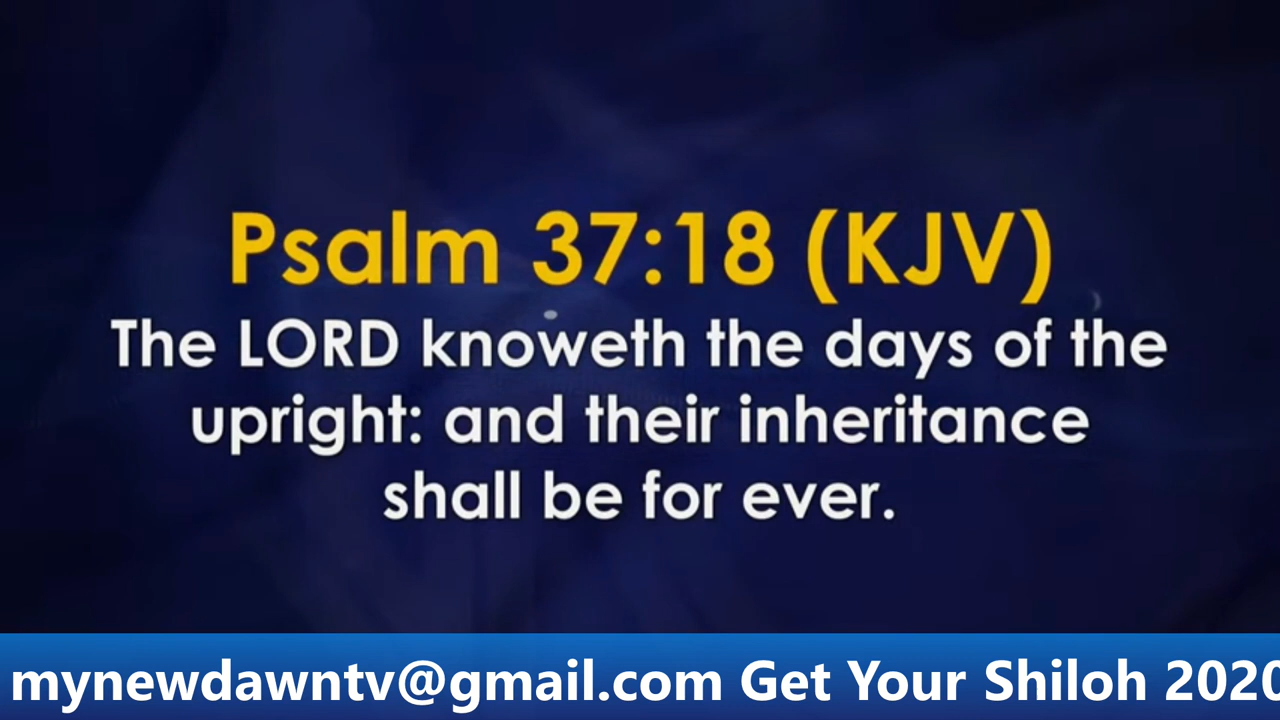 Psalm 37:18 (KJV)
The LORD knoweth the days of the
upright: and their inheritance
shall be for ever.
mynewdawntv@gmail.com Get Your Shiloh 2020